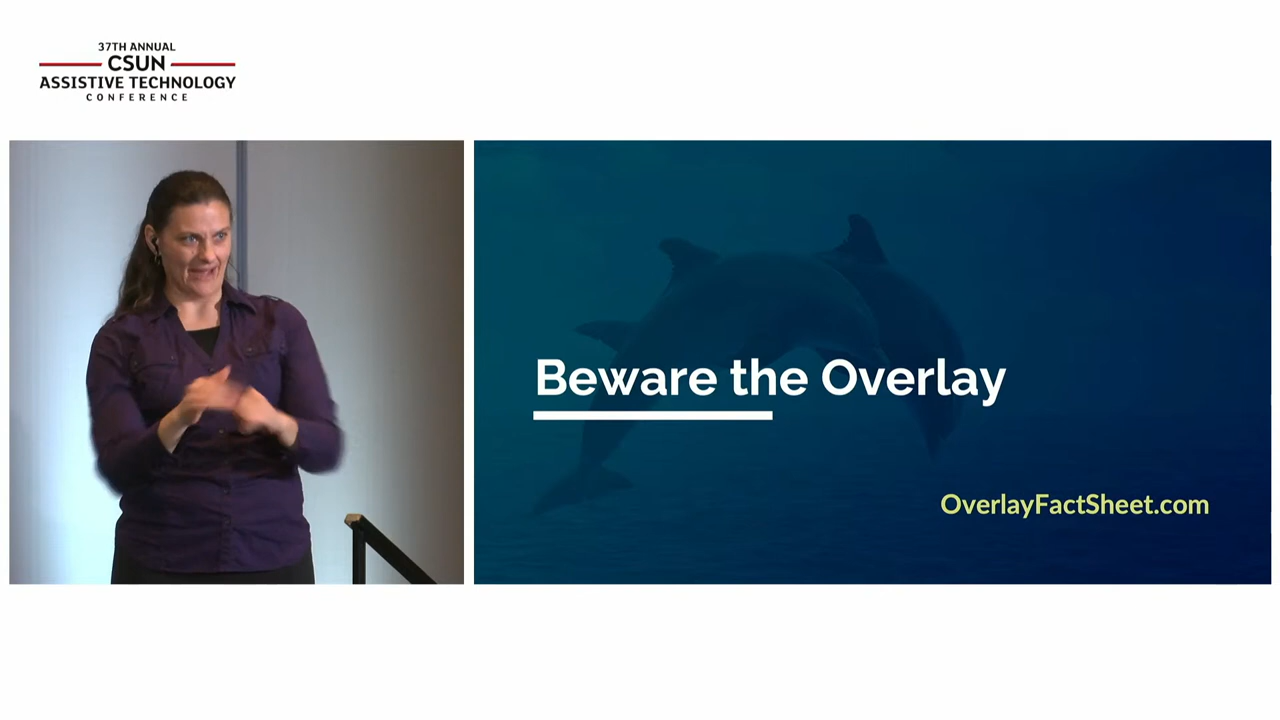 37TH ANNUAL
CSUN
ASSISTIVE TECHNOLOGY
CONFERENCE
Beware the Overlay
OverlayFactSheet.com